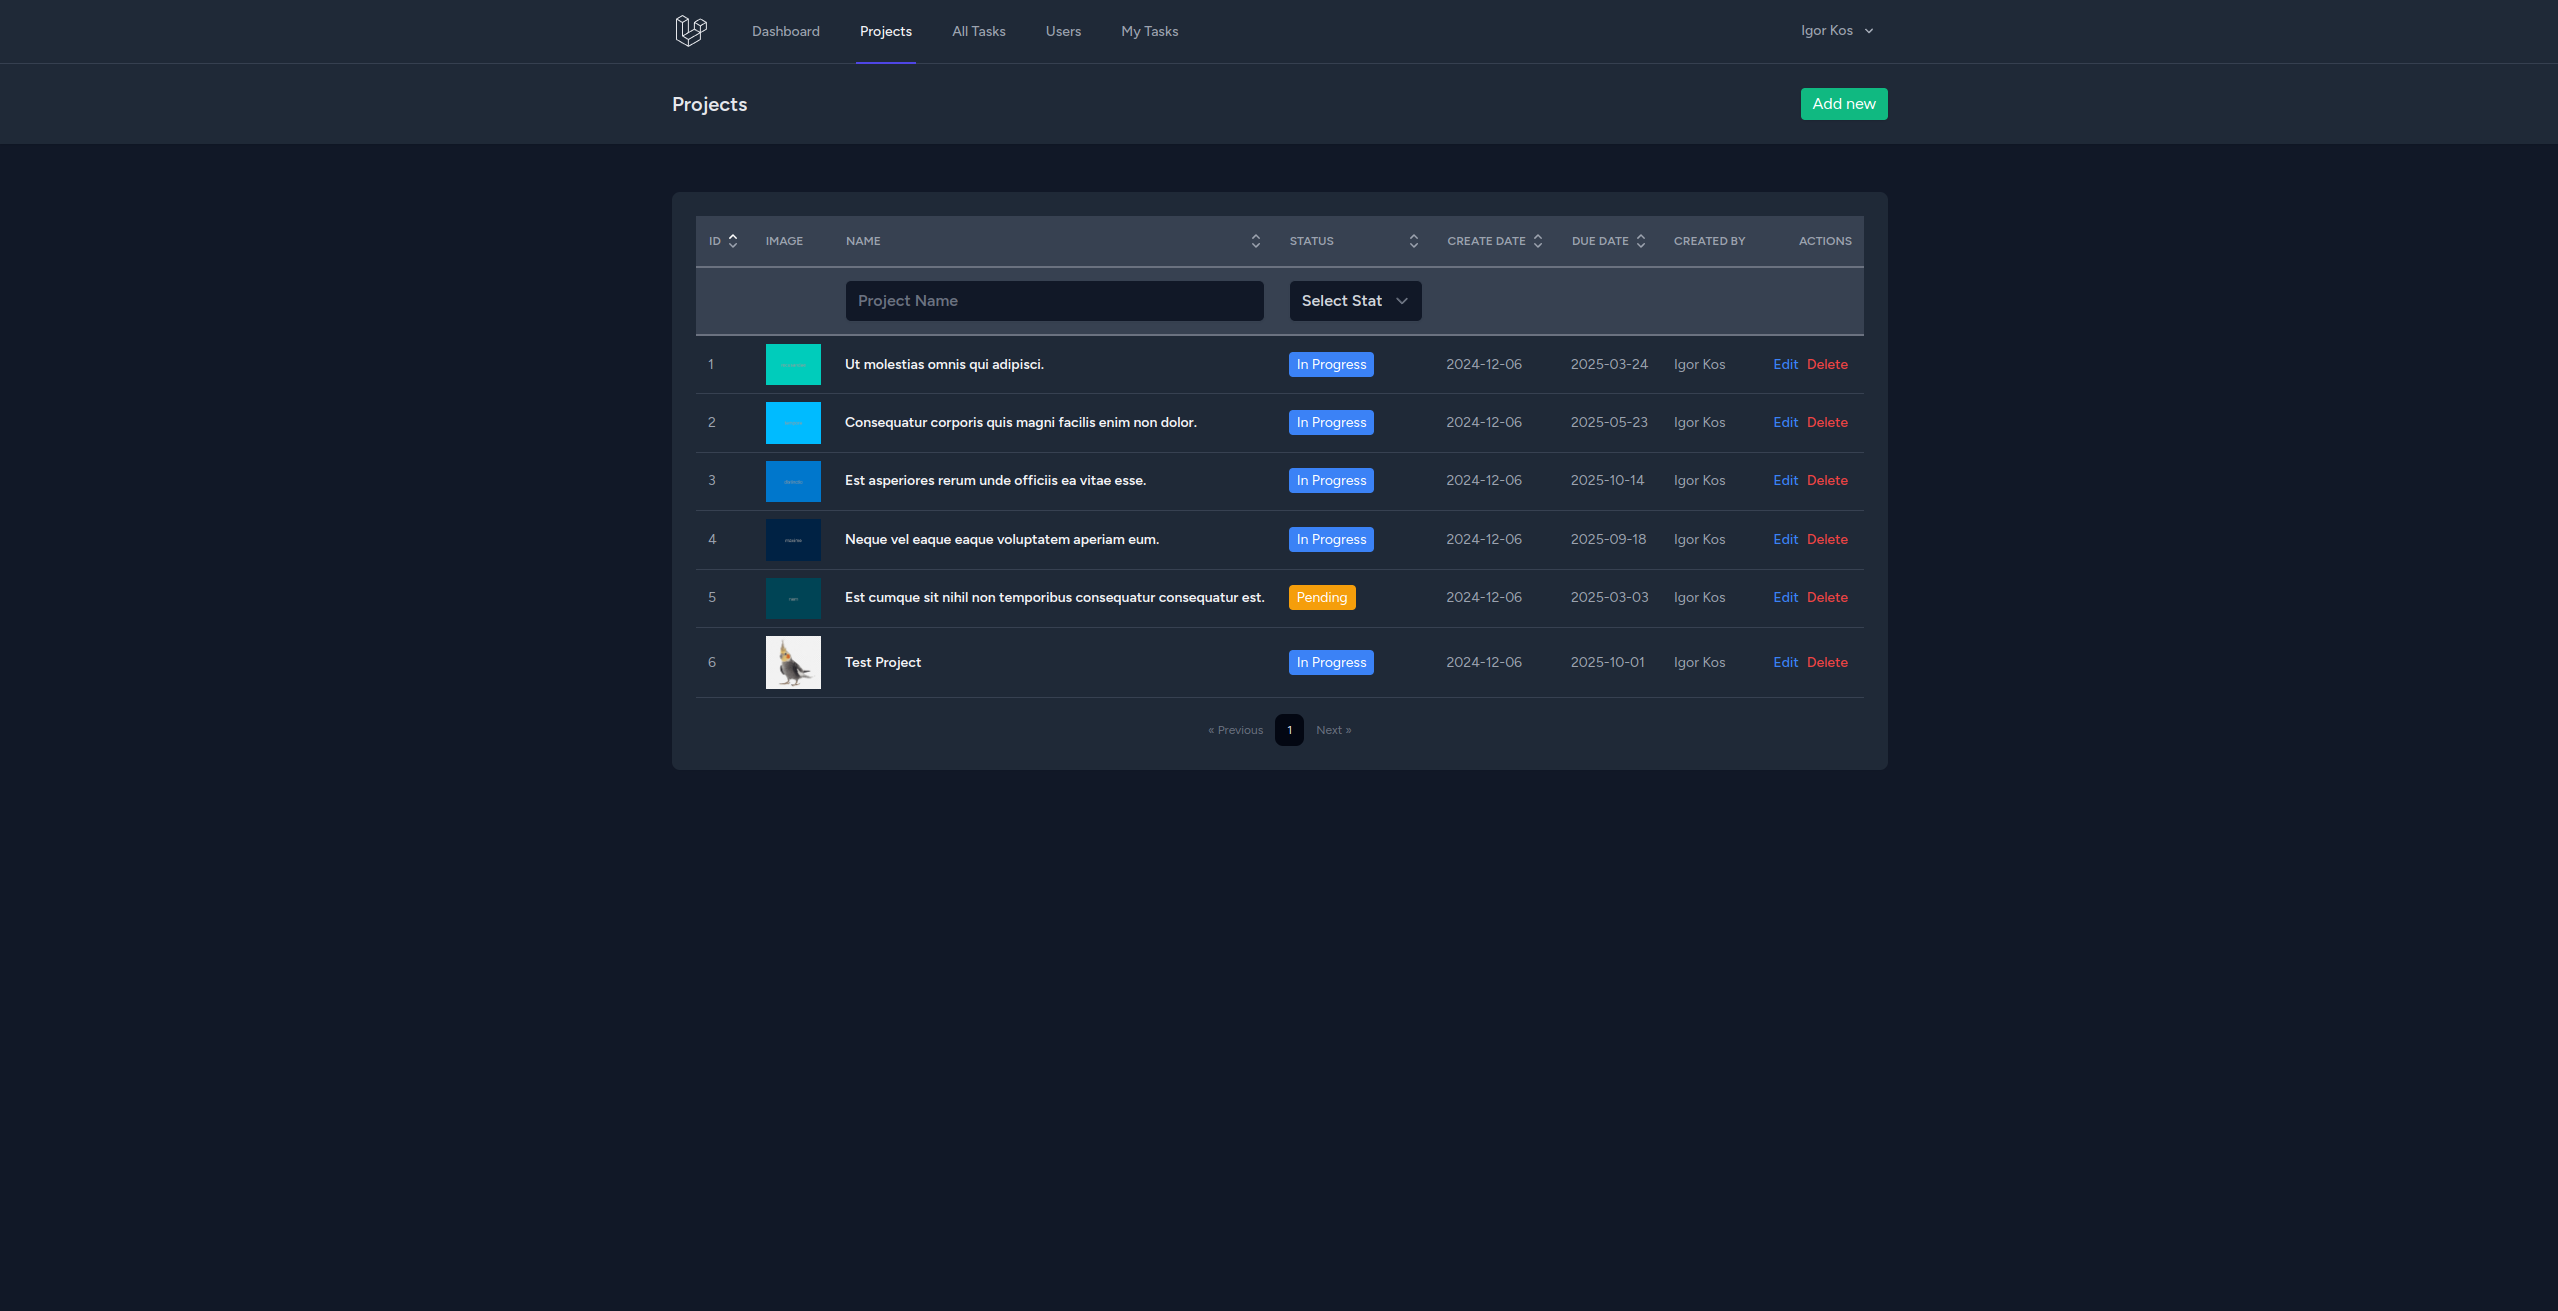 Dashboard Projects All Tasks Users My Tasks Igor Kos
Projects Add new
ID IMAGE NAME STATUS CREATE DATE DUE DATE CREATED BY ACTIONS
Project Name Select Stat
1 Ut molestias omnis qui adipisci. In Progress 2024-12-06 2025-03-24 Igor Kos Edit Delete
2 Consequatur corporis quis magni facilis enim non dolor. In Progress 2024-12-06 2025-05-23 Igor Kos Edit Delete
3 Est asperiores rerum unde officiis ea vitae esse. In Progress 2024-12-06 2025-10-14 Igor Kos Edit Delete
4 Neque vel eaque eaque voluptatem aperiam eum. In Progress 2024-12-06 2025-09-18 Igor Kos Edit Delete
5 Est cumque sit nihil non temporibus consequatur consequatur est. Pending 2024-12-06 2025-03-03 Igor Kos Edit Delete
6 Test Project In Progress 2024-12-06 2025-10-01 Igor Kos Edit Delete
« Previous 1 Next »